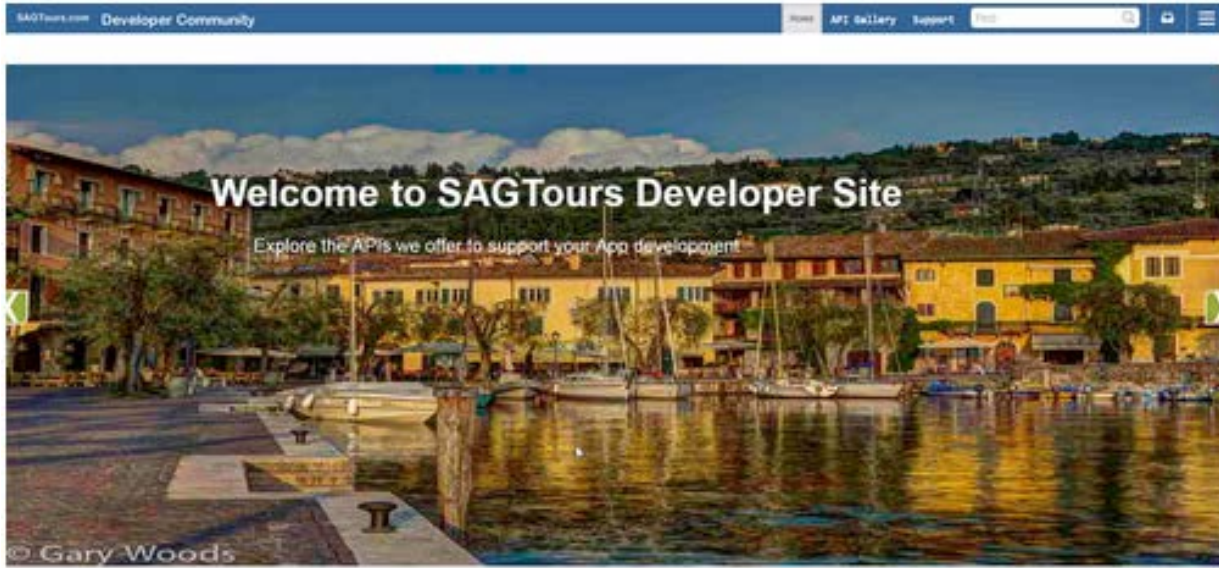 SAGTours.com Developer Community
Home API Gallery Support Find
Welcome to SAGTours Developer Site
Explore the APIs we offer to support your App development
© Gary Woods